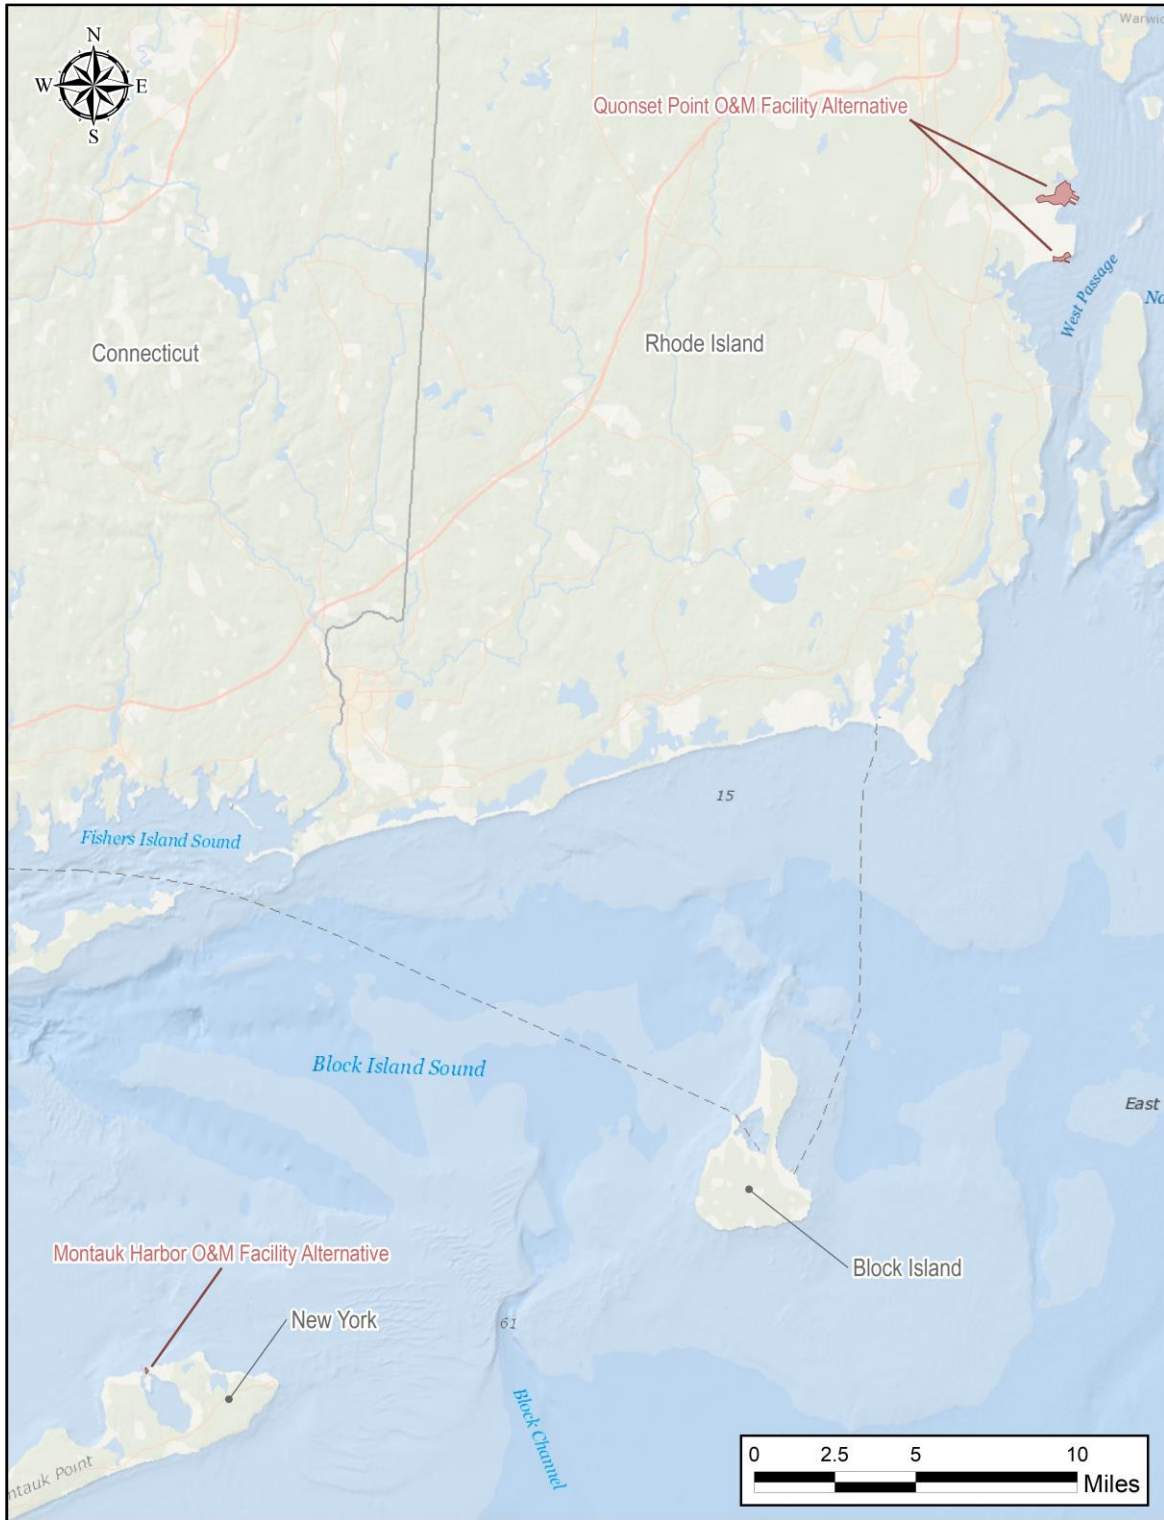 Warwic
N
W E
S
Quonset Point O&M Facility Alternative
West Passage
Na
Connecticut
Rhode Island
15
Fishers Island Sound
Block Island Sound
East
Montauk Harbor O&M Facility Alternative
Block Island
New York
61
Block Channel
ntauk Point
0 2.5 5 10
Miles